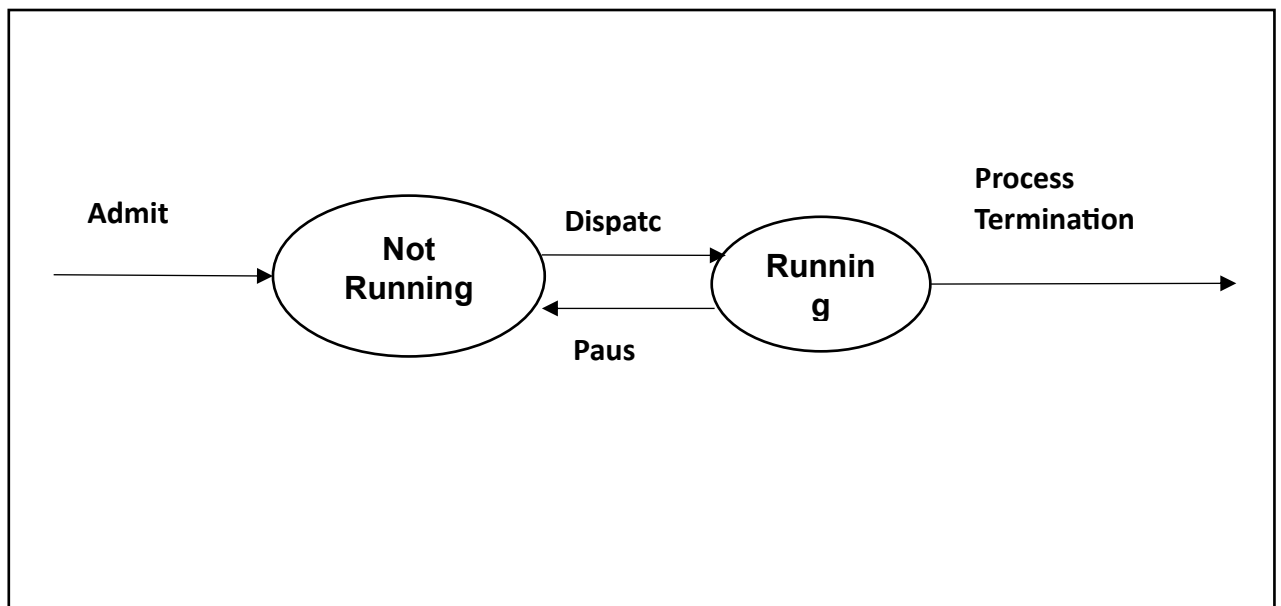 Admit
Not
Running
Dispatc
Paus
Runnin
g
Process
Termination